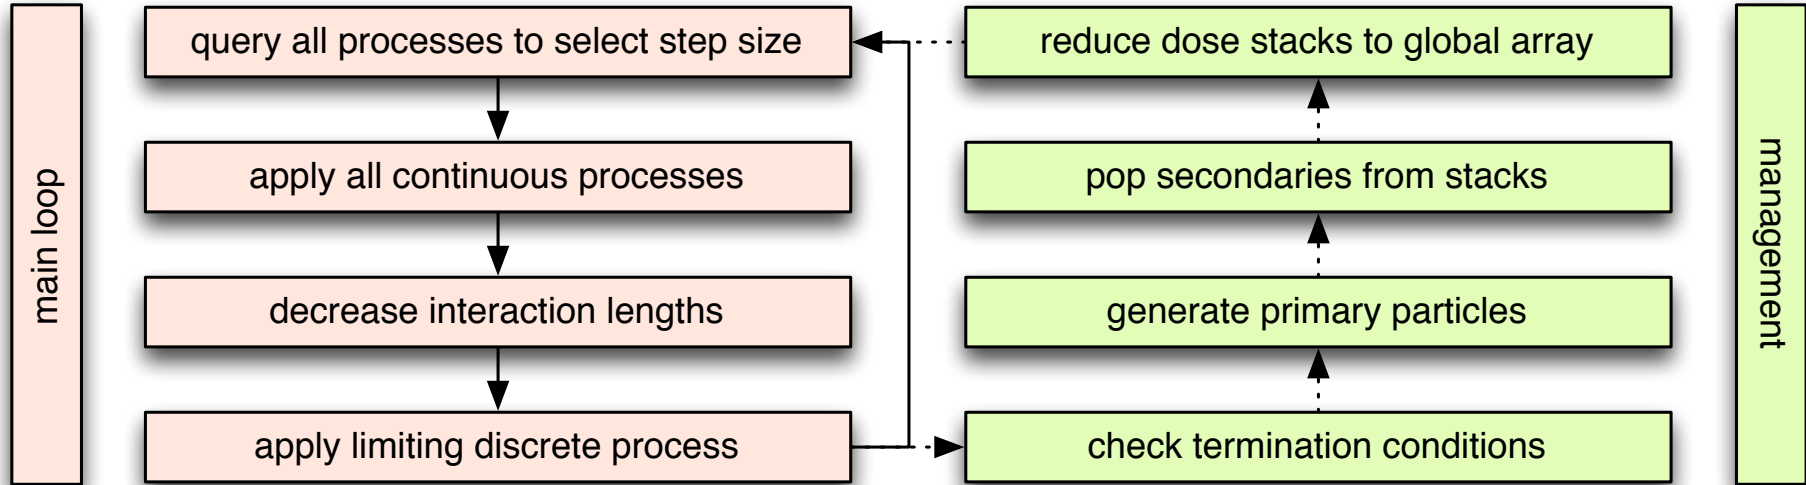 main loop
query all processes to select step size
apply all continuous processes
decrease interaction lengths
apply limiting discrete process
reduce dose stacks to global array
pop secondaries from stacks
generate primary particles
check termination conditions
management